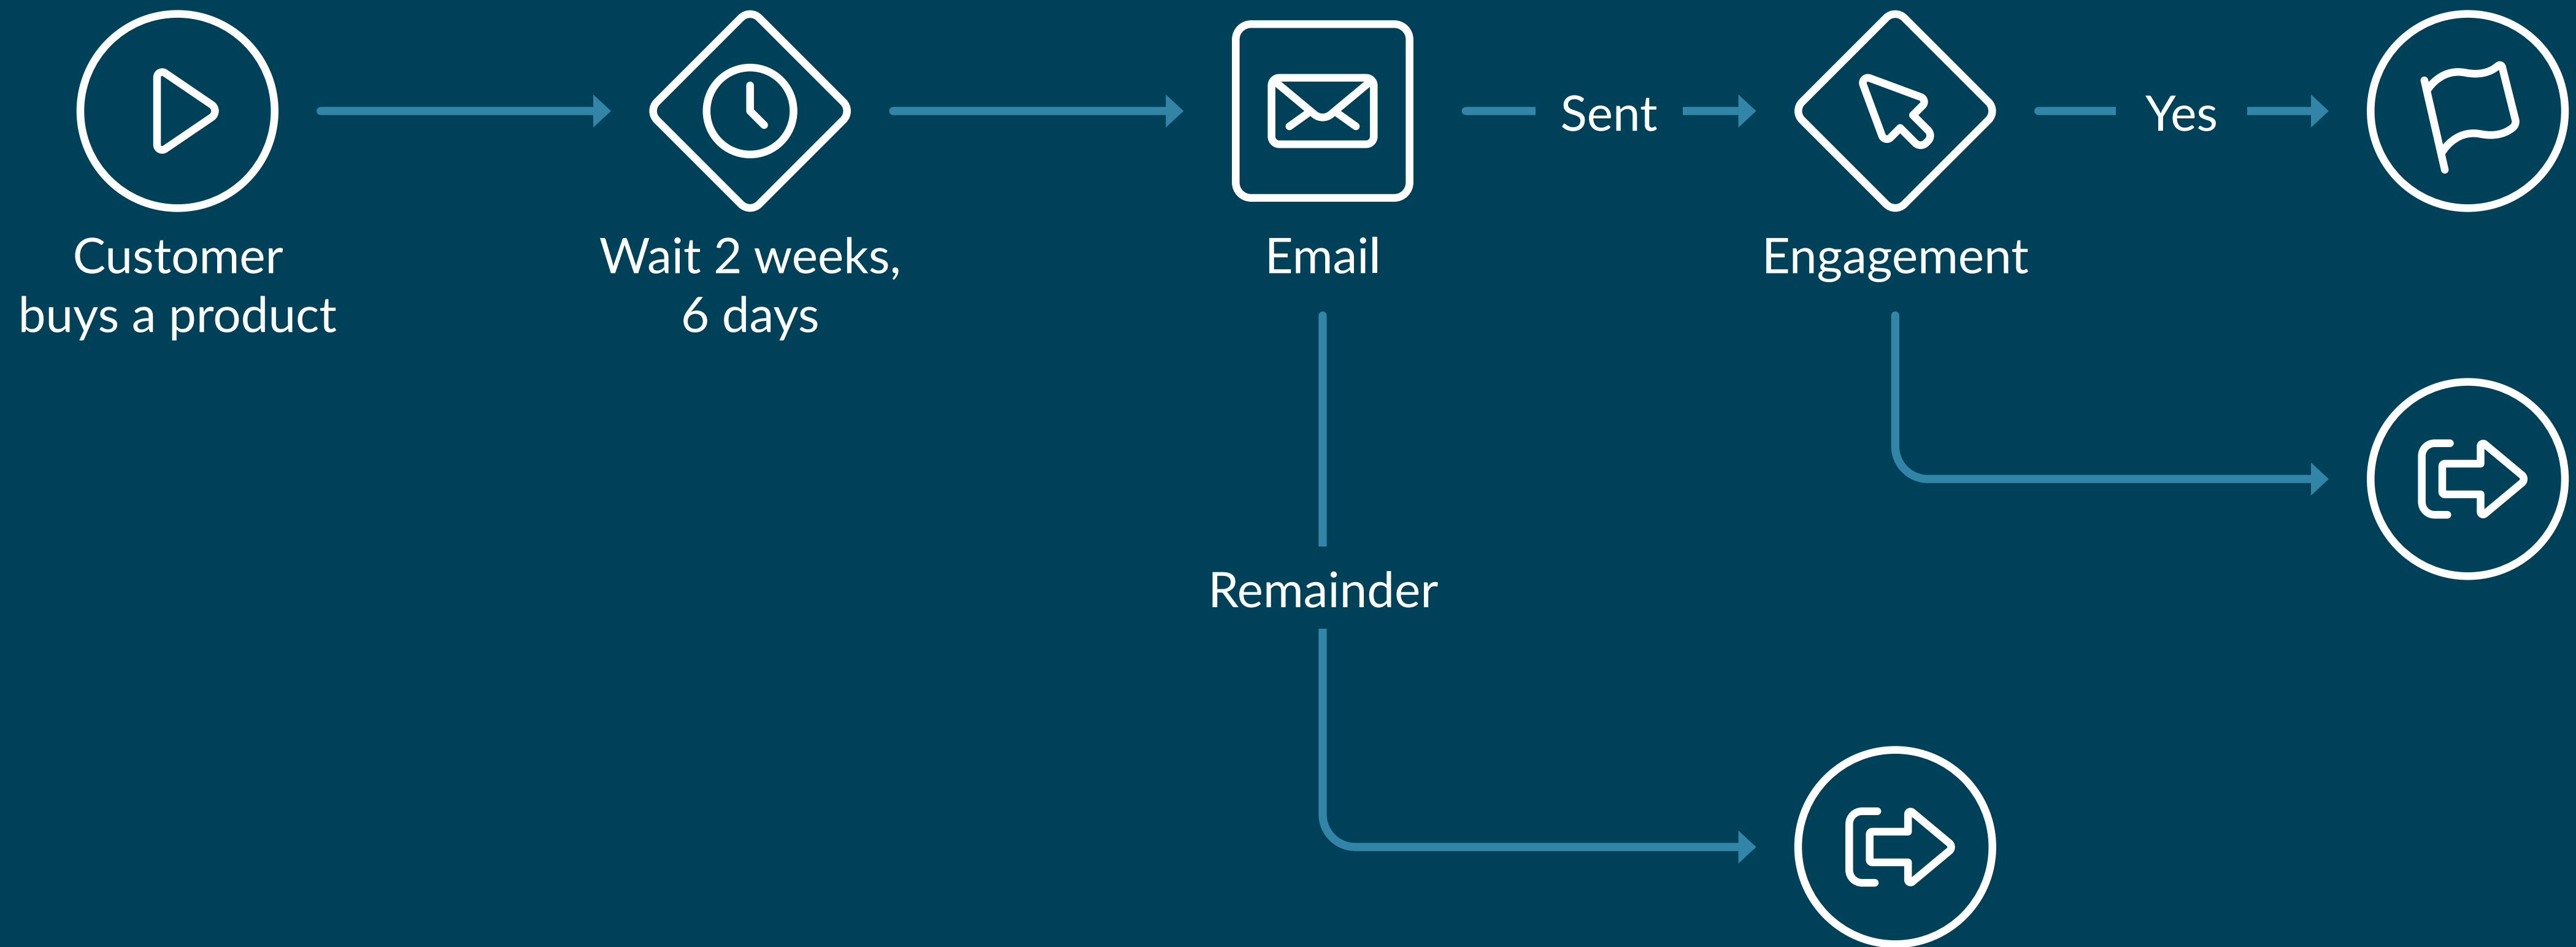 Sent
Yes
Customer
buys a product
Wait 2 weeks,
6 days
Email
Engagement
Remainder